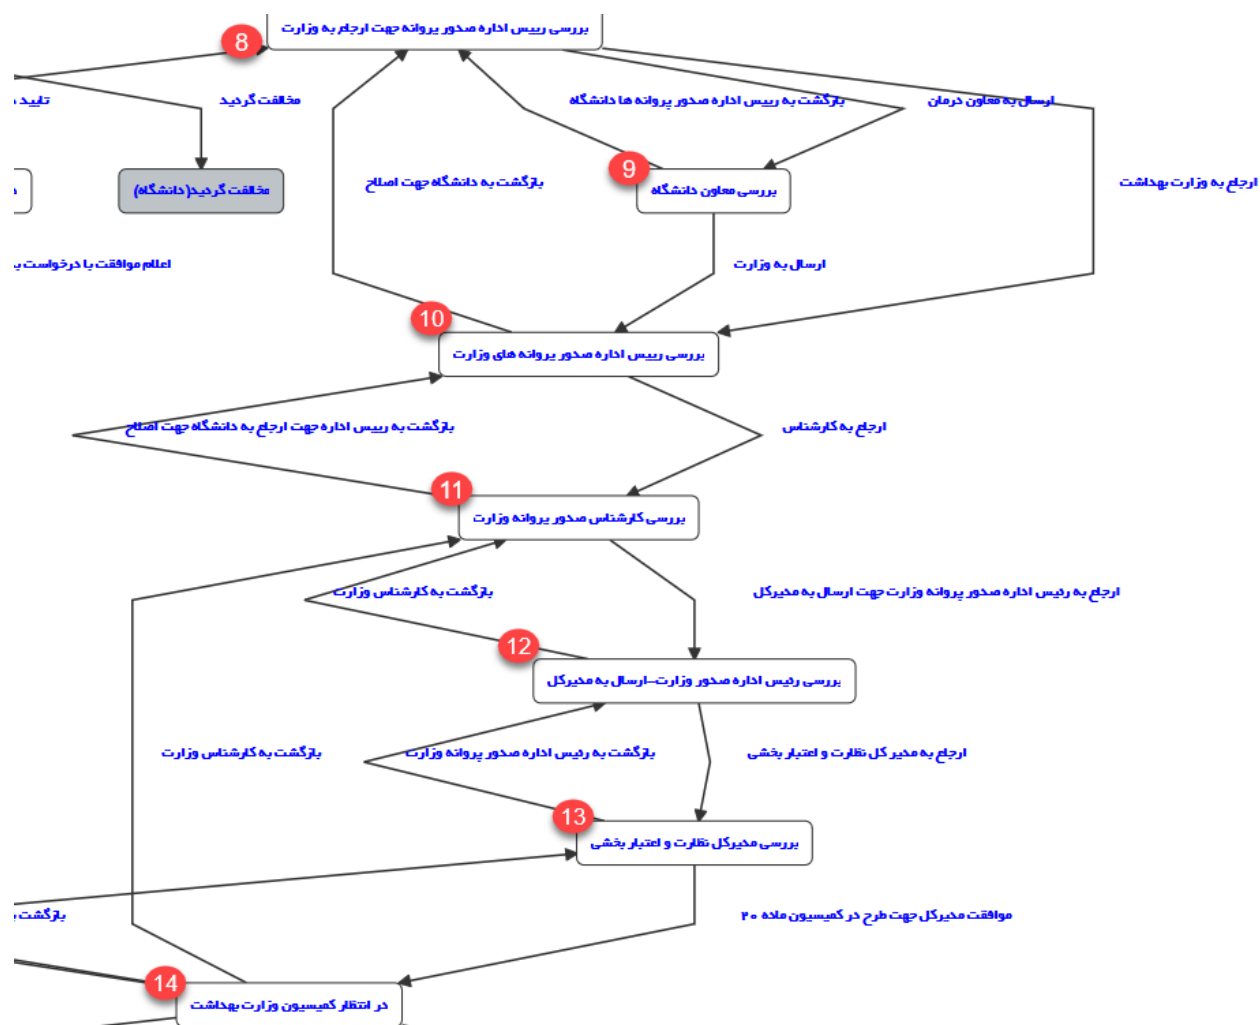 بررسی رییس اداره صدور پروانه جهت ارجاع به وزارت
8
تایید
مخالفت گردید
بازگشت به رییس اداره صدور پروانه ها دانشگاه
ارسال به معاون درمان
9
مخالفت گردید(دانشگاه)
بازگشت به دانشگاه جهت اصلاح
بررسی معاون دانشگاه
ارجاع به وزارت بهداشت
اعلام موافقت با درخواست
ارسال به وزارت
10
بررسی رییس اداره صدور پروانه های وزارت
بازگشت به رییس اداره جهت ارجاع به دانشگاه جهت اصلاح
ارجاع به کارشناس
11
بررسی کارشناس صدور پروانه وزارت
بازگشت به کارشناس وزارت
ارجاع به رئیس اداره صدور پروانه وزارت جهت ارسال به مدیرکل
12
بررسی رئیس اداره صدور وزارت-ارسال به مدیرکل
بازگشت به کارشناس وزارت
بازگشت به رئیس اداره صدور پروانه وزارت
ارجاع به مدیر کل نظارت و اعتبار بخشی
13
بررسی مدیرکل نظارت و اعتبار بخشی
بازگشت
موافقت مدیرکل جهت طرح در کمیسیون ماده ۲۰
14
در انتظار کمیسیون وزارت بهداشت